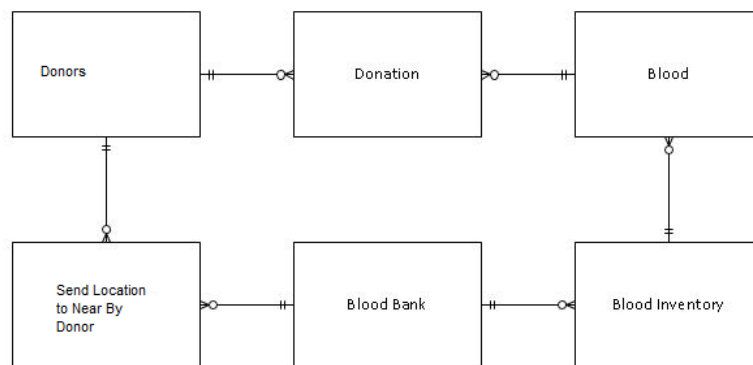 Donors
Donation
Blood
Send Location
to Near By
Donor
Blood Bank
Blood Inventory